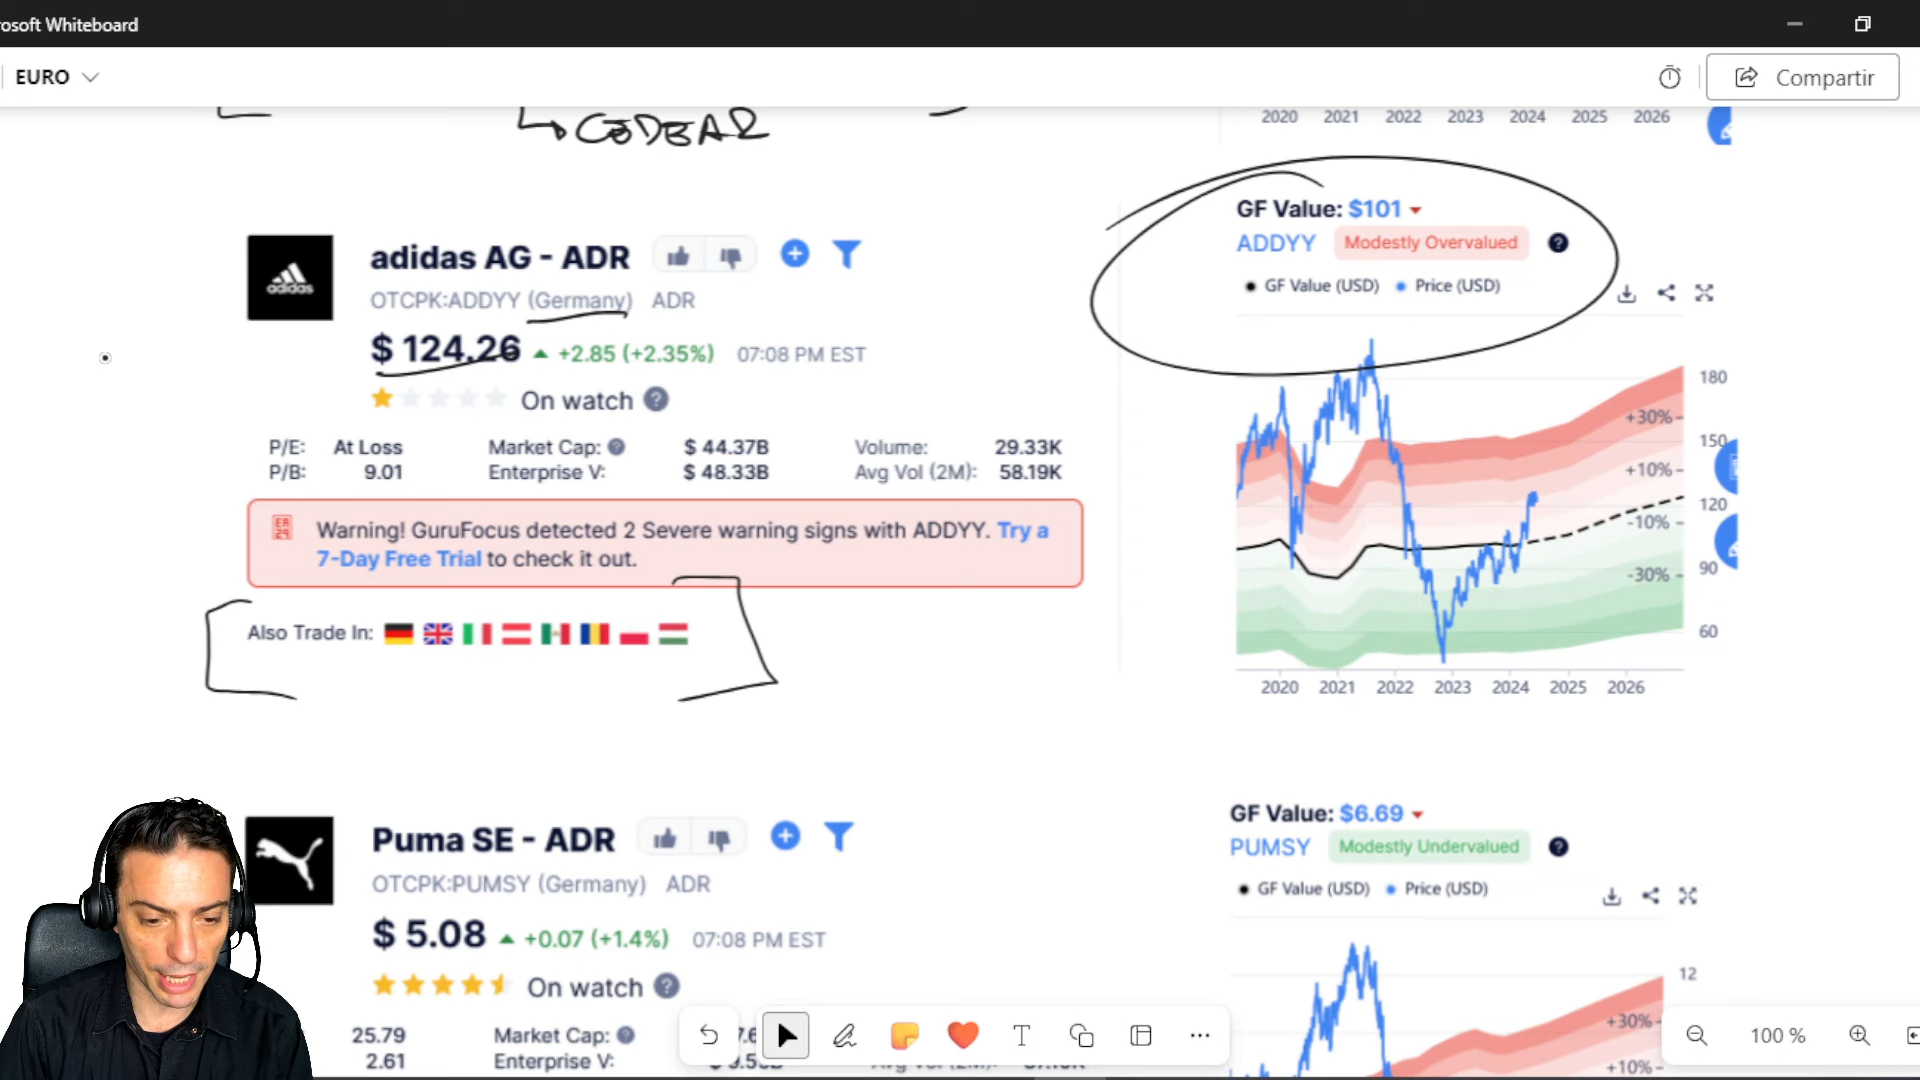 rosoft Whiteboard
EURO
Compartir
CEDEAR
2020 2021 2022 2023 2024 2025 2026
adidas
adidas AG - ADR
OTCPK:ADDYY (Germany) ADR
$ 124.26 +2.85 (+2.35%) 07:08 PM EST
On watch
P/E: At Loss Market Cap: $ 44.37B Volume: 29.33K
P/B: 9.01 Enterprise V: $ 48.33B Avg Vol (2M): 58.19K
Warning! GuruFocus detected 2 Severe warning signs with ADDYY. Try a
7-Day Free Trial to check it out.
Also Trade In:
GF Value: $101
ADDYY Modestly Overvalued
GF Value (USD) Price (USD)
180
+30%
150
+10%
120
-10%
90
-30%
60
2020 2021 2022 2023 2024 2025 2026
Puma SE - ADR
OTCPK:PUMSY (Germany) ADR
$ 5.08 +0.07 (+1.4%) 07:08 PM EST
On watch
25.79 Market Cap:
2.61 Enterprise V:
GF Value: $6.69
PUMSY Modestly Undervalued
GF Value (USD) Price (USD)
12
+30%
+10%
100 %